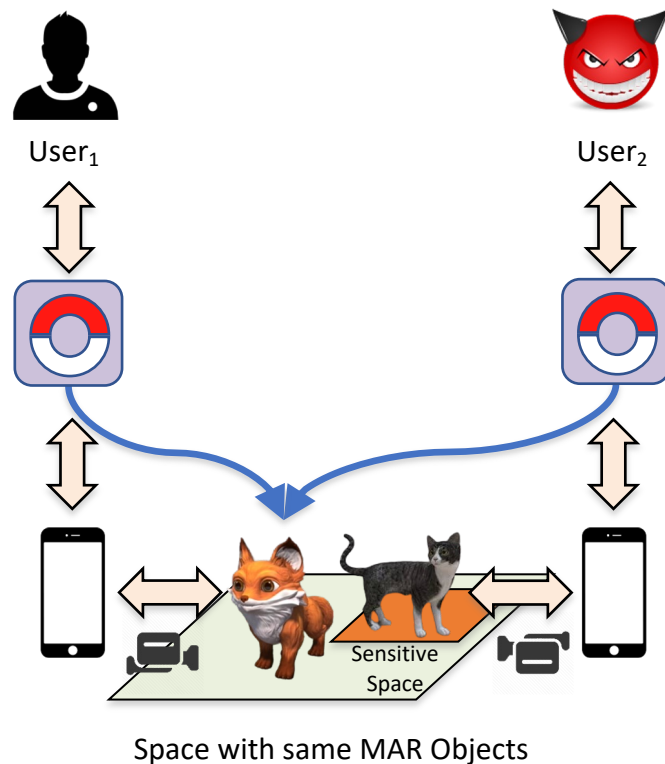 User₁
User₂
Sensitive
Space
Space with same MAR Objects